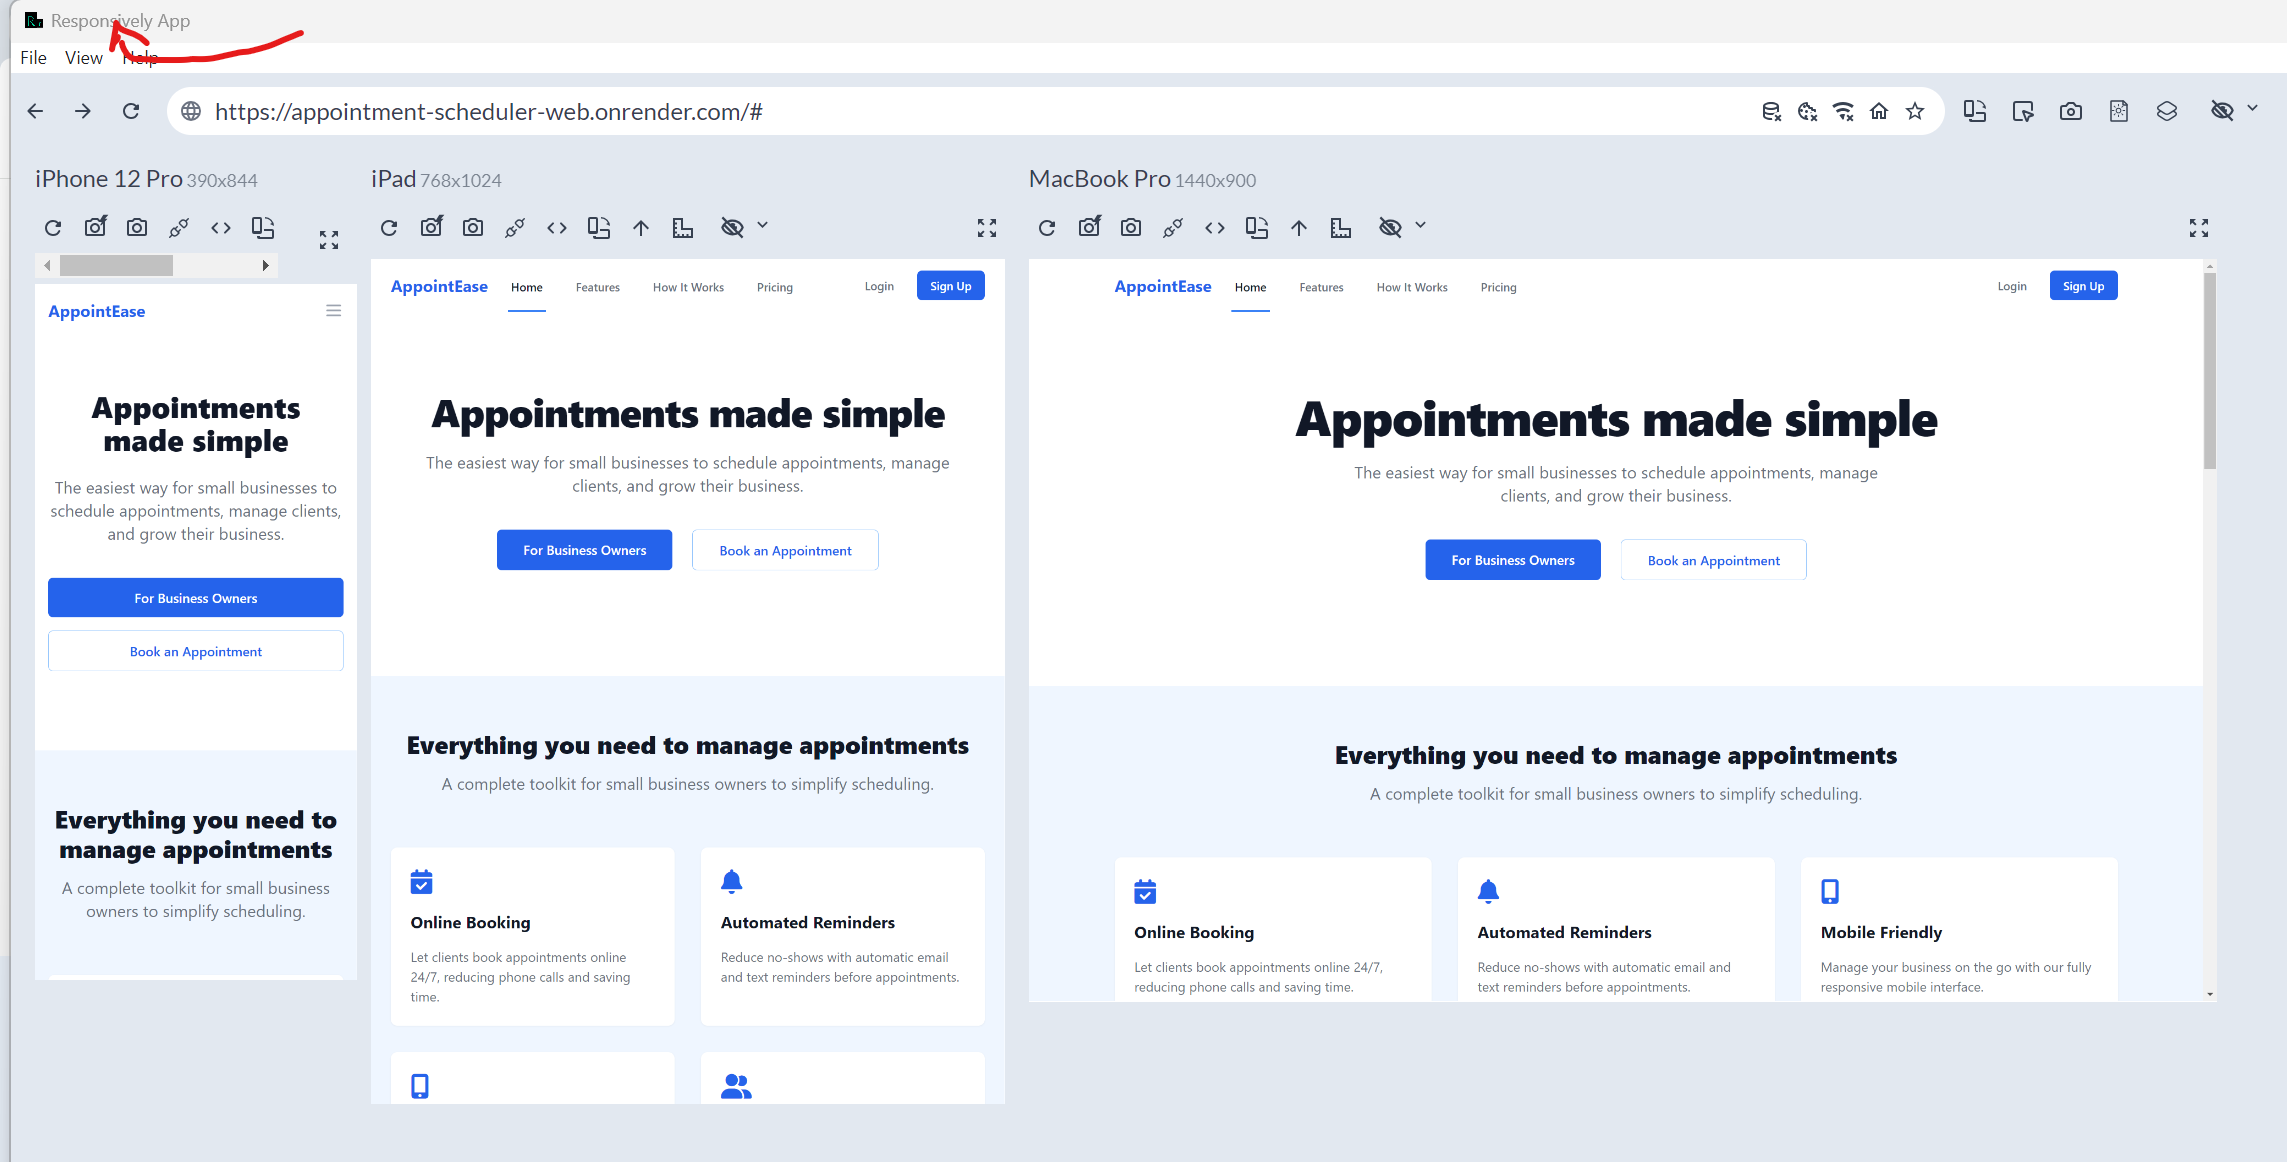 Responsively App
File View Help
https://appointment-scheduler-web.onrender.com/#
iPhone 12 Pro 390x844
AppointEase
Appointments
made simple
The easiest way for small businesses to
schedule appointments, manage clients,
and grow their business.
For Business Owners
Book an Appointment
Everything you need to
manage appointments
A complete toolkit for small business
owners to simplify scheduling.
iPad 768x1024
AppointEase Home Features How It Works Pricing Login Sign Up
Appointments made simple
The easiest way for small businesses to schedule appointments, manage
clients, and grow their business.
For Business Owners Book an Appointment
Everything you need to manage appointments
A complete toolkit for small business owners to simplify scheduling.
Online Booking
Let clients book appointments online
24/7, reducing phone calls and saving
time.
Automated Reminders
Reduce no-shows with automatic email
and text reminders before appointments.
MacBook Pro 1440x900
AppointEase Home Features How It Works Pricing Login Sign Up
Appointments made simple
The easiest way for small businesses to schedule appointments, manage
clients, and grow their business.
For Business Owners Book an Appointment
Everything you need to manage appointments
A complete toolkit for small business owners to simplify scheduling.
Online Booking
Let clients book appointments online 24/7,
reducing phone calls and saving time.
Automated Reminders
Reduce no-shows with automatic email and
text reminders before appointments.
Mobile Friendly
Manage your business on the go with our fully
responsive mobile interface.